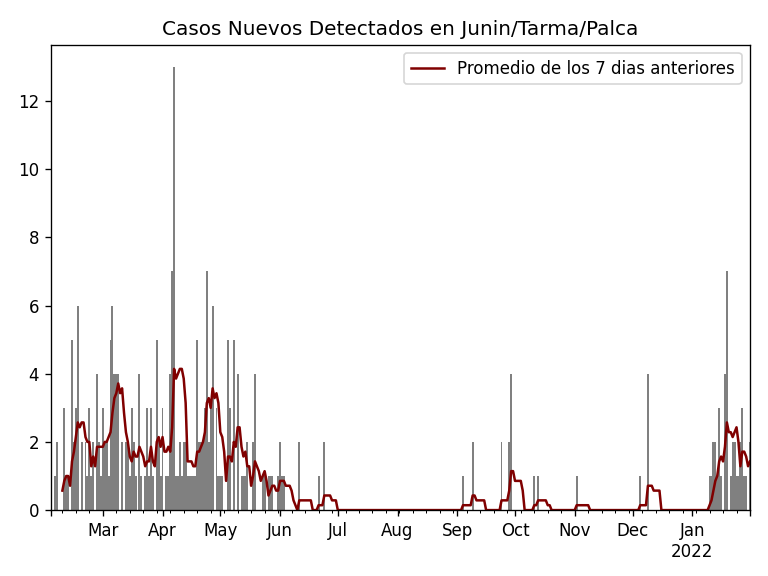 Casos Nuevos Detectados en Junin/Tarma/Palca
Promedio de los 7 dias anteriores
12
10
8
6
4
2
0
Mar Apr May Jun Jul Aug Sep Oct Nov Dec Jan
2022